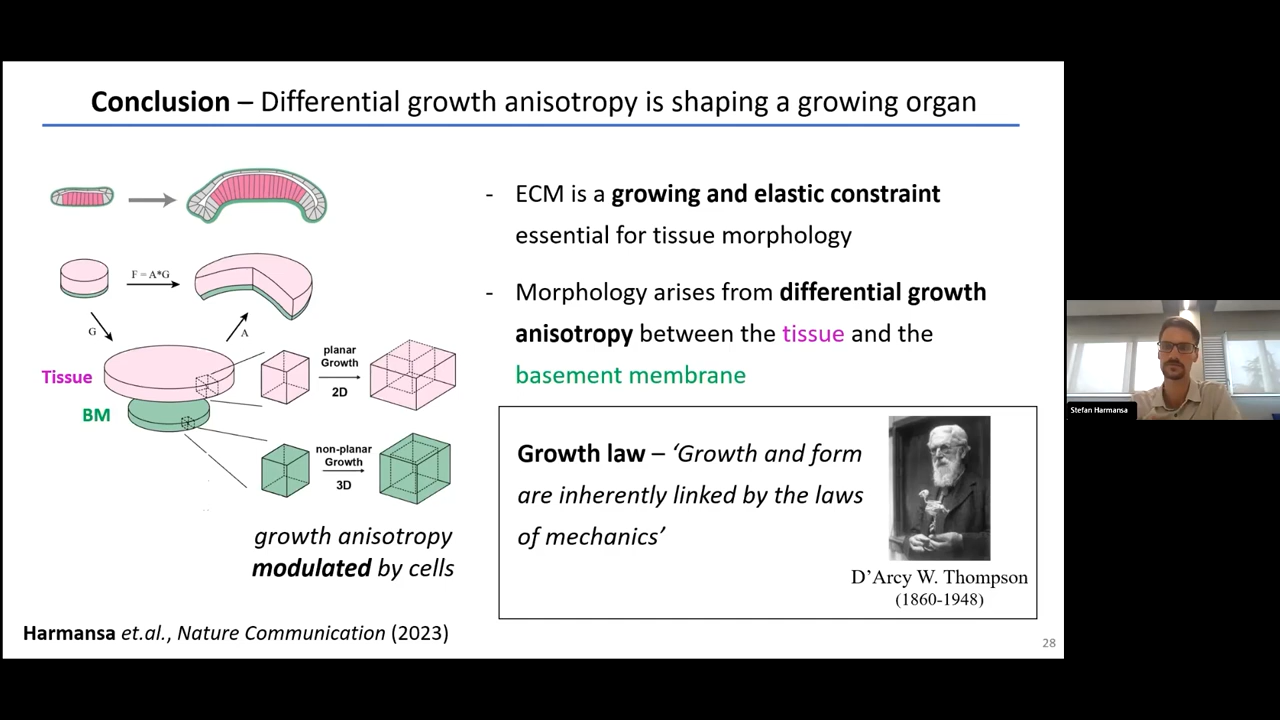 Conclusion – Differential growth anisotropy is shaping a growing organ
F = A*G
G
A
Tissue
BM
planar
Growth
2D
non-planar
Growth
3D
growth anisotropy
modulated by cells
Harmansa et.al., Nature Communication (2023)
- ECM is a growing and elastic constraint
essential for tissue morphology
- Morphology arises from differential growth
anisotropy between the tissue and the
basement membrane
Growth law – ‘Growth and form
are inherently linked by the laws
of mechanics’
D’Arcy W. Thompson
(1860-1948)
28
Stefan Harmansa